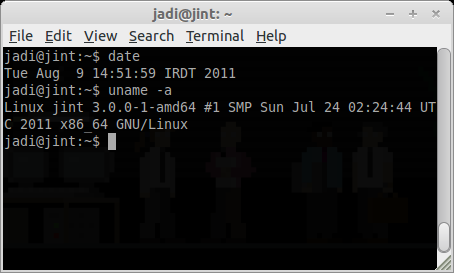 jadi@jint: ~
File Edit View Search Terminal Help
jadi@jint:~$ date
Tue Aug  9 14:51:59 IRDT 2011
jadi@jint:~$ uname -a
Linux jint 3.0.0-1-amd64 #1 SMP Sun Jul 24 02:24:44 UT
C 2011 x86_64 GNU/Linux
jadi@jint:~$